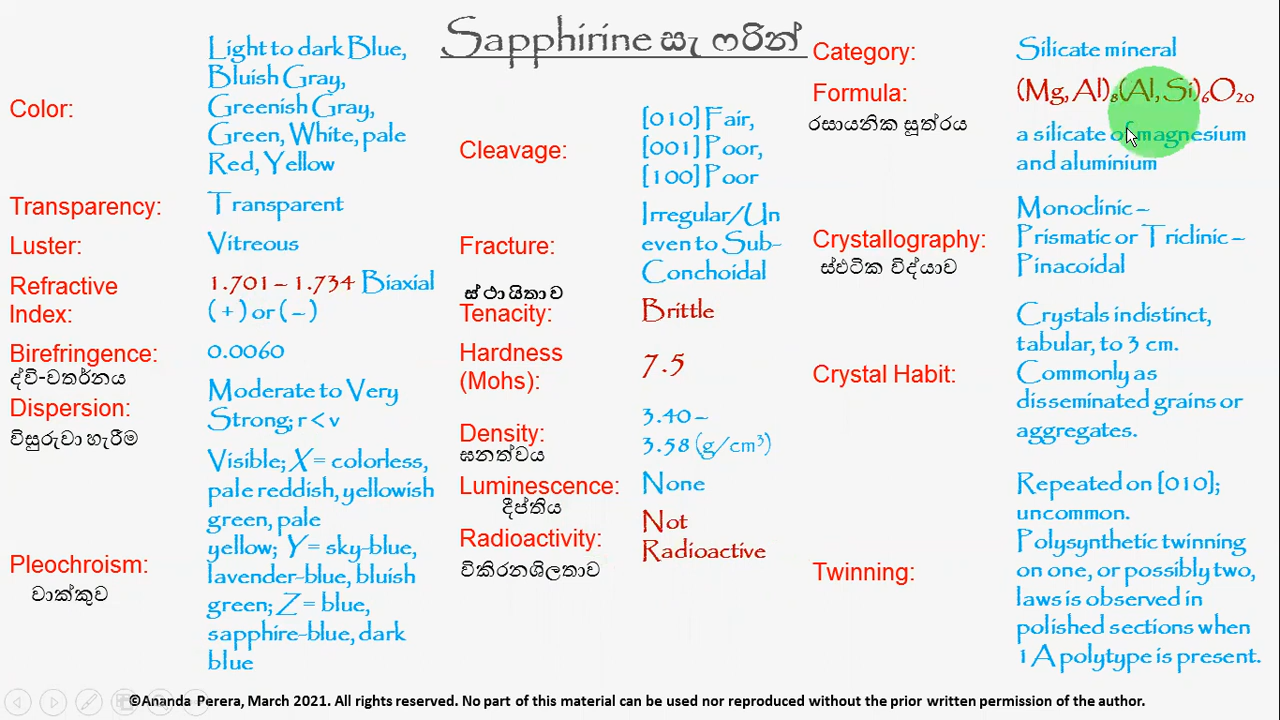 Sapphirine සැ ෆරින්
Color:
Light to dark Blue,
Bluish Gray,
Greenish Gray,
Green, White, pale
Red, Yellow
Transparency:
Transparent
Luster:
Vitreous
Refractive
Index:
1.701 – 1.734 Biaxial
( + ) or ( – )
Birefringence:
ද්වි-වතර්නය
0.0060
Dispersion:
විසුරුවා හැරීම
Moderate to Very
Strong; r < v
Pleochroism:
වාක්කුව
Visible; X = colorless,
pale reddish, yellowish
green, pale
yellow; Y = sky-blue,
lavender-blue, bluish
green; Z = blue,
sapphire-blue, dark
blue
Cleavage:
[010] Fair,
[001] Poor,
[100] Poor
Fracture:
Irregular/Un
even to Sub-
Conchoidal
ස් ථා යිතා ව
Tenacity:
Brittle
Hardness
(Mohs):
7.5
Density:
ඝනත්වය
3.40 –
3.58 (g/cm³)
Luminescence:
දීප්තිය
None
Radioactivity:
විකිරනශිලතාව
Not
Radioactive
Category:
Silicate mineral
Formula:
රසායනික සුත්රය
(Mg, Al)₈(Al, Si)₆O₂₀
a silicate of magnesium
and aluminium
Crystallography:
ස්ඵටික විද්යාව
Monoclinic –
Prismatic or Triclinic –
Pinacoidal
Crystal Habit:
Crystals indistinct,
tabular, to 3 cm.
Commonly as
disseminated grains or
aggregates.
Twinning:
Repeated on [010];
uncommon.
Polysynthetic twinning
on one, or possibly two,
laws is observed in
polished sections when
1A polytype is present.
©Ananda Perera, March 2021. All rights reserved. No part of this material can be used nor reproduced without the prior written permission of the author.